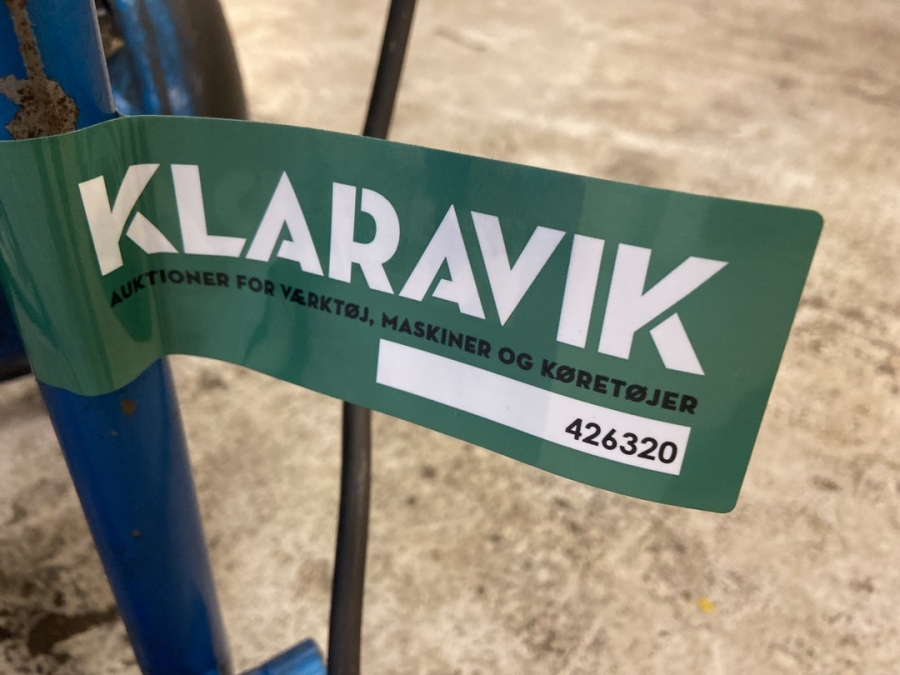 KLARAVIK
AUKTIONER FOR VÆRKTØJ, MASKINER OG KØRETØJER
426320